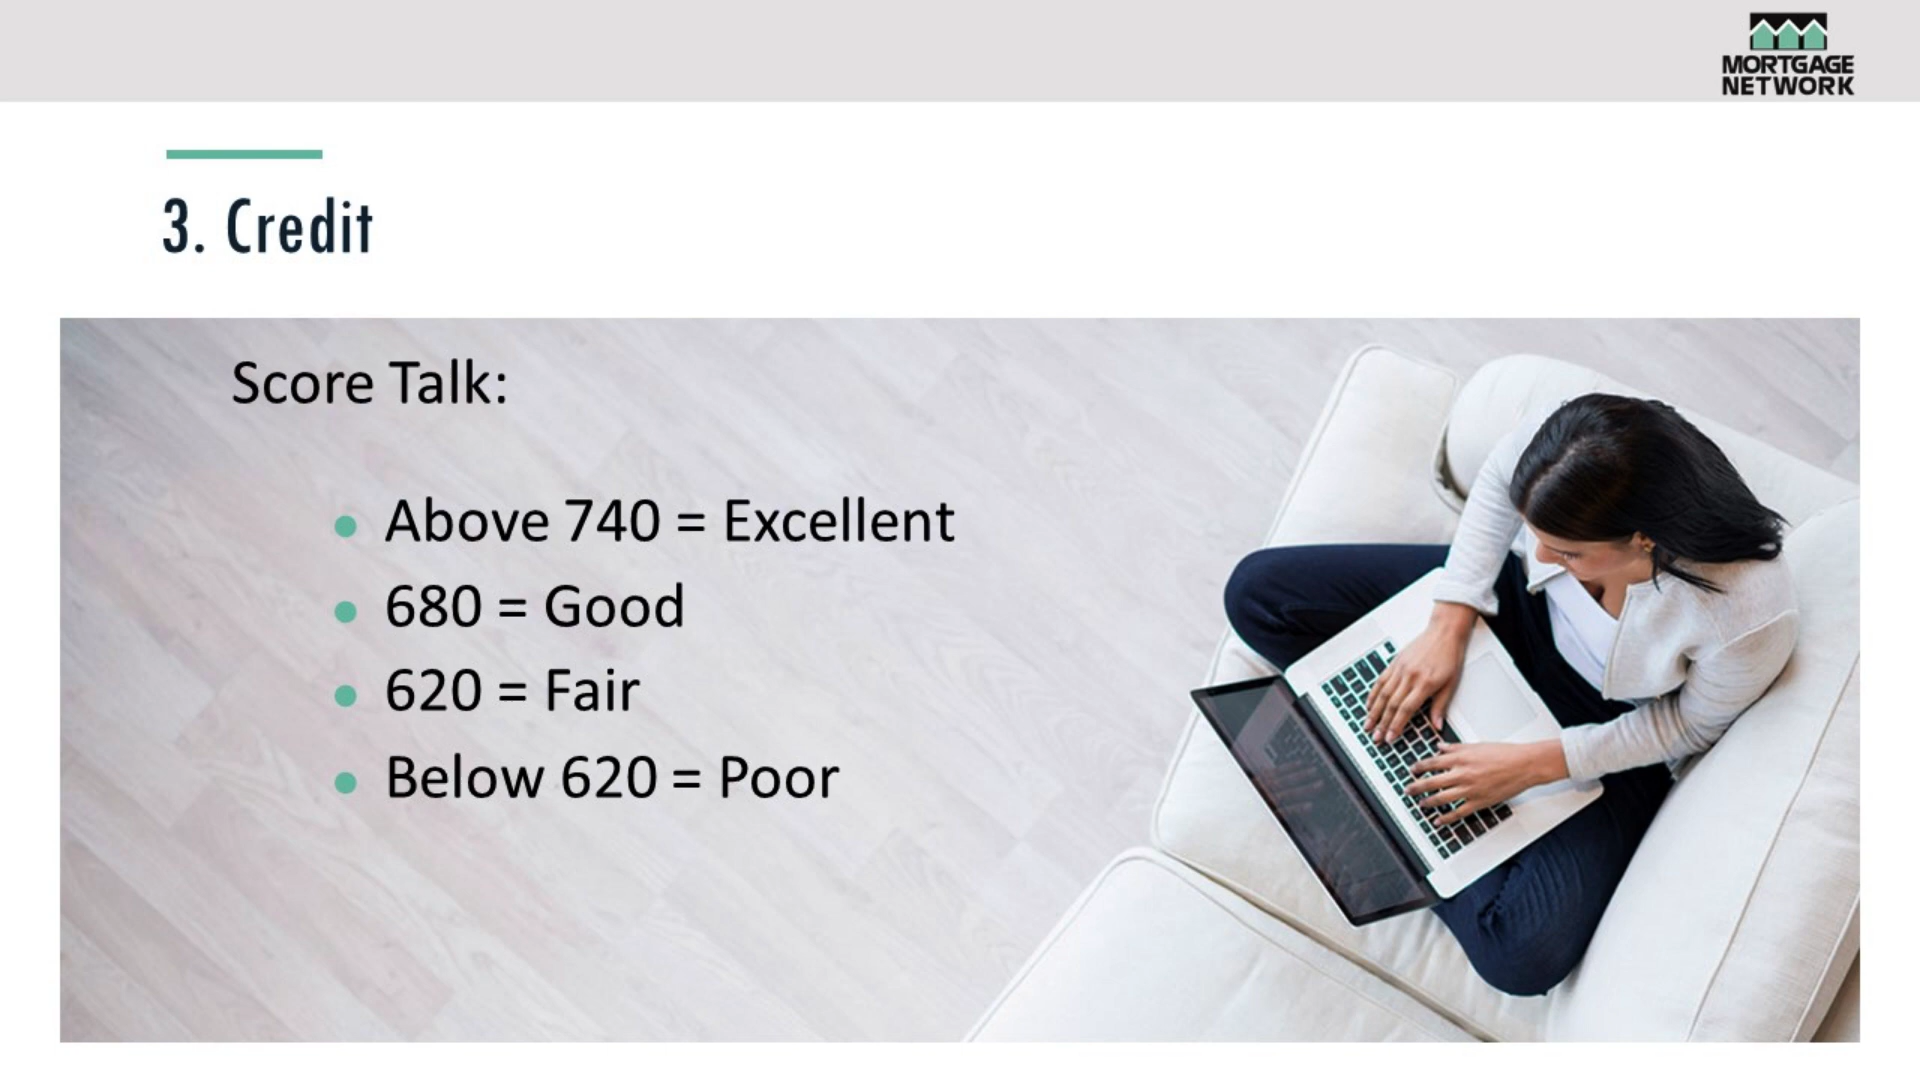 MORTGAGE
NETWORK
3. Credit
Score Talk:
Above 740 = Excellent
680 = Good
620 = Fair
Below 620 = Poor